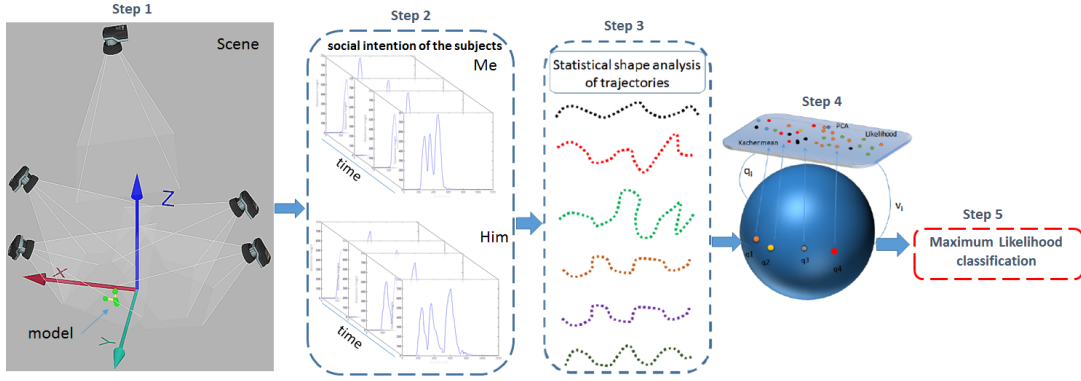 Step 1
Scene
Z
X
Y
model
Step 2
social intention of the subjects
Me
time
Him
time
Step 3
Statistical shape analysis
of trajectories
Step 4
PCA
Likelihood
Kacher mean
qi
vi
q1
q2
q3
q4
Step 5
Maximum Likelihood
classification